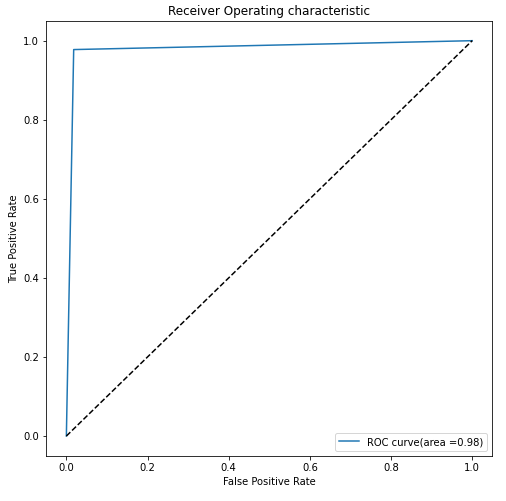 Receiver Operating characteristic
1.0
0.8
0.6
0.4
0.2
0.0
True Positive Rate
ROC curve(area =0.98)
0.0 0.2 0.4 0.6 0.8 1.0
False Positive Rate